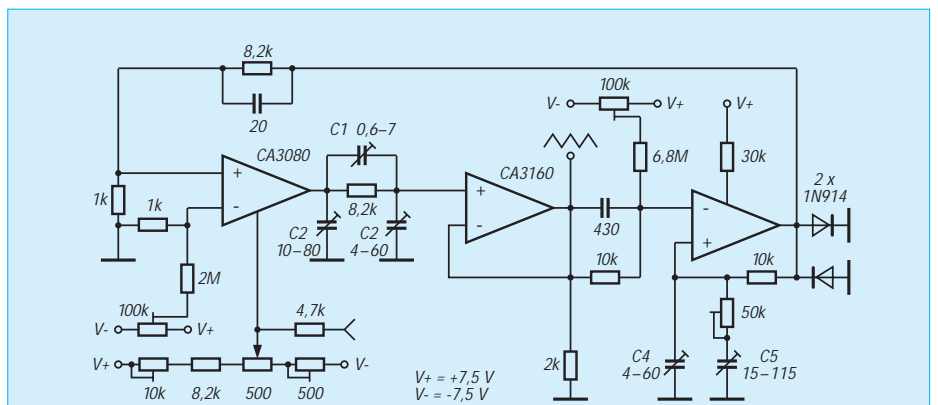 8,2k
20
C1 0,6–7
CA3080
+
-
1k
1k
8,2k
C2
10–80
C2
4–60
2M
100k
V-
V+
4,7k
V+
10k
8,2k
500
500
V-
CA3160
+
-
2k
V+ = +7,5 V
V- = -7,5 V
100k
V-
V+
6,8M
430
10k
V+
30k
-
+
2 x
1N914
10k
50k
C4
4–60
C5
15–115